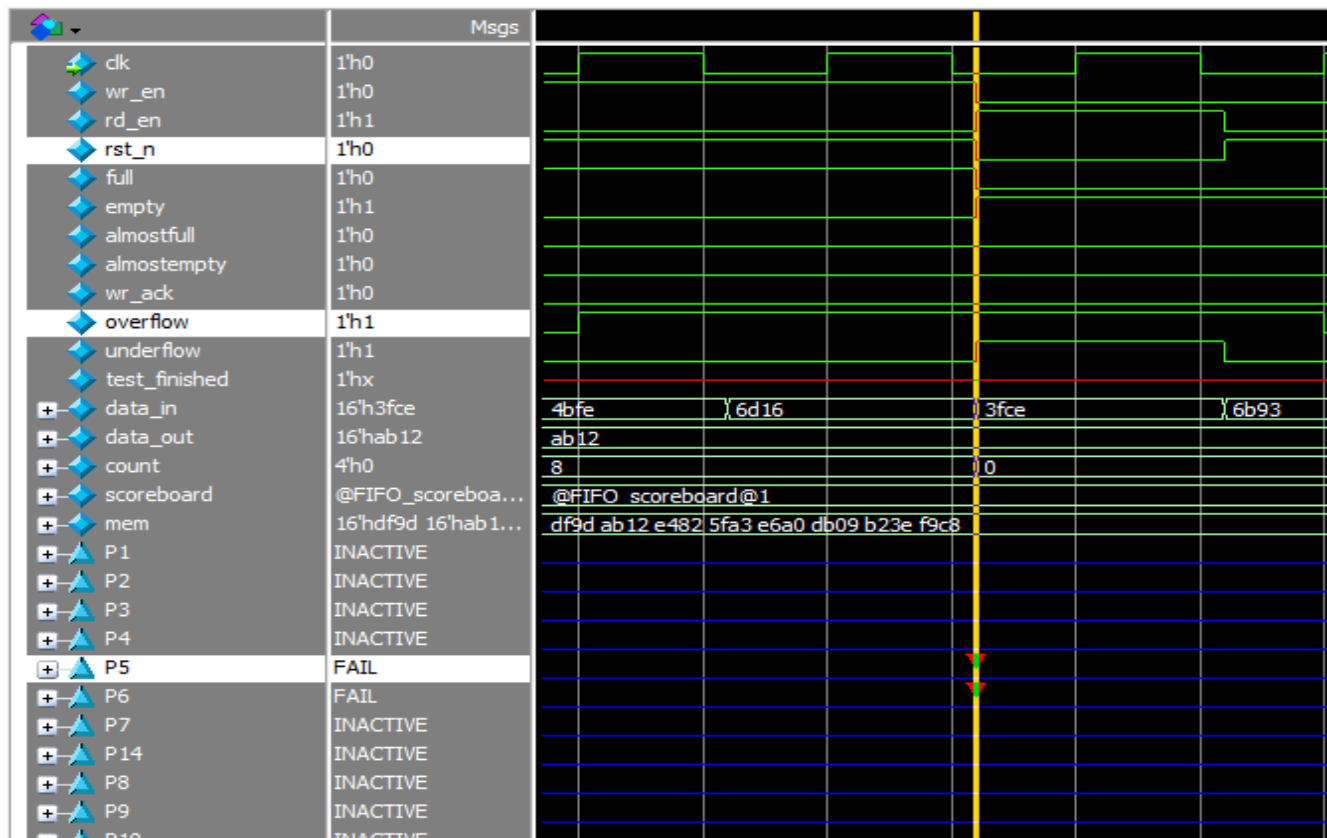 Msgs
clk 1'h0
wr_en 1'h0
rd_en 1'h1
rst_n 1'h0
full 1'h0
empty 1'h1
almostfull 1'h0
almostempty 1'h0
wr_ack 1'h0
overflow 1'h1
underflow 1'h1
test_finished 1'hx
data_in 16'h3fce 4bfe 6d16 3fce 6b93
data_out 16'hab12 ab12
count 4'h0 8 0
scoreboard @FIFO_scoreboa... @FIFO_scoreboard@1
mem 16'hdf9d 16'hab1... df9d ab12 e482 5fa3 e6a0 db09 b23e f9c8
P1 INACTIVE
P2 INACTIVE
P3 INACTIVE
P4 INACTIVE
P5 FAIL
P6 FAIL
P7 INACTIVE
P14 INACTIVE
P8 INACTIVE
P9 INACTIVE